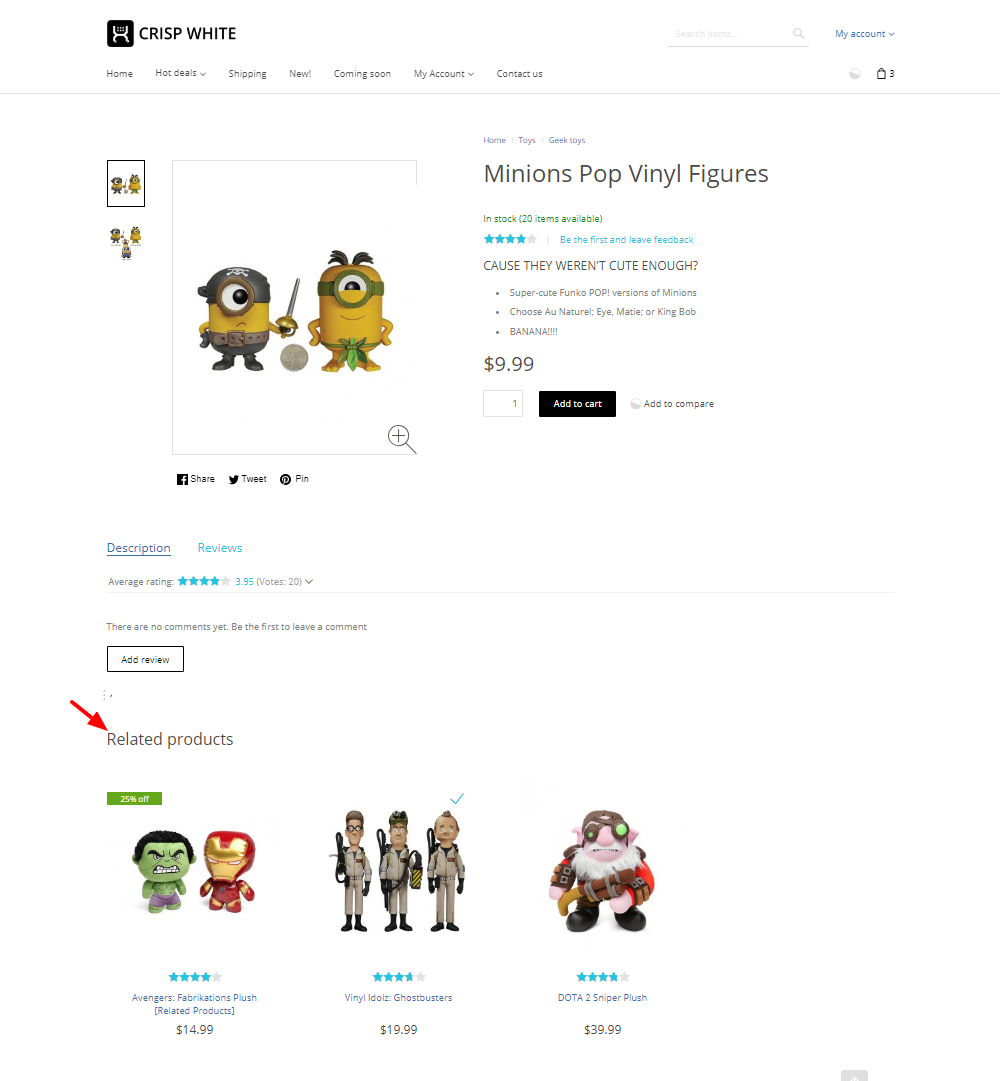 CRISP WHITE
Search items...
My account
Home
Hot deals
Shipping
New!
Coming soon
My Account
Contact us
3
Home | Toys | Geek toys
Minions Pop Vinyl Figures
In stock (20 items available)
| Be the first and leave feedback
CAUSE THEY WEREN'T CUTE ENOUGH?
• Super-cute Funko POP! versions of Minions
• Choose Au Naturel; Eye, Matie; or King Bob
• BANANA!!!!
$9.99
1
Add to cart
Add to compare
Share
Tweet
Pin
Description
Reviews
Average rating: 3.95 (Votes: 20)
There are no comments yet. Be the first to leave a comment
Add review
Related products
25% off
Avengers: Fabrikations Plush
[Related Products]
$14.99
Vinyl Idolz: Ghostbusters
$19.99
DOTA 2 Sniper Plush
$39.99